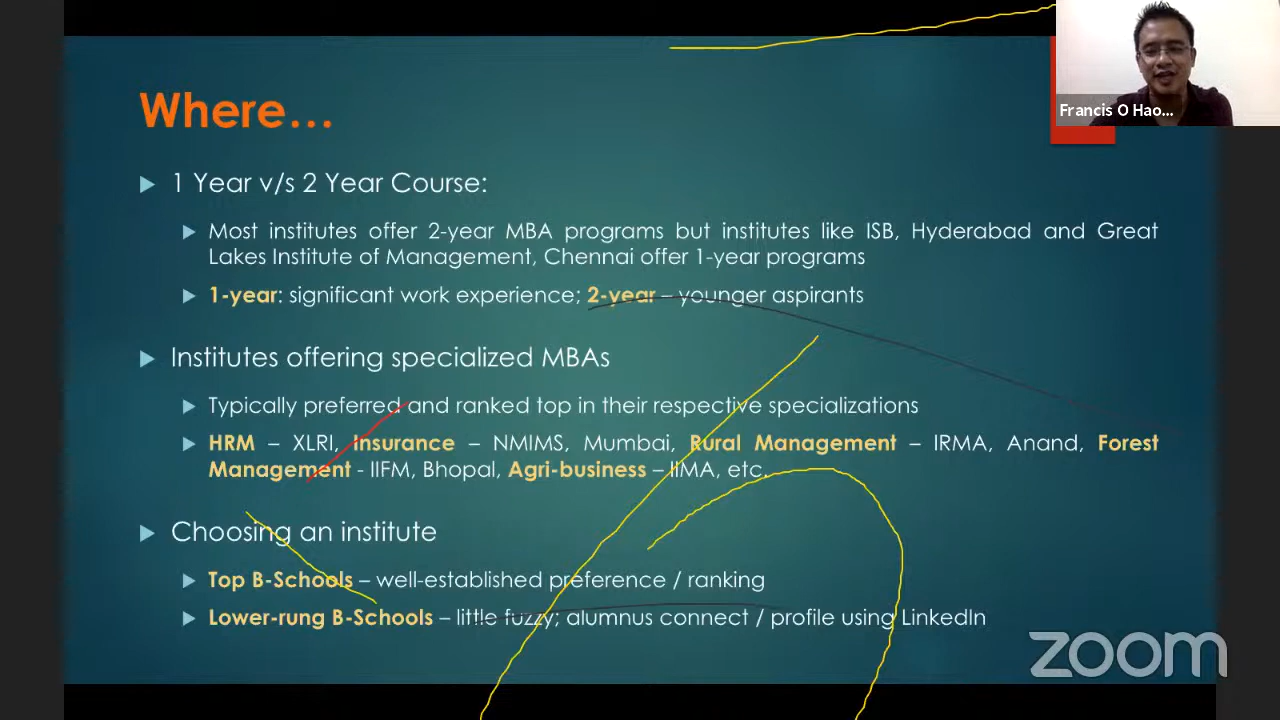 Francis O Hao...
Where...
1 Year v/s 2 Year Course:
Most institutes offer 2-year MBA programs but institutes like ISB, Hyderabad and Great
Lakes Institute of Management, Chennai offer 1-year programs
1-year: significant work experience; 2-year – younger aspirants
Institutes offering specialized MBAs
Typically preferred and ranked top in their respective specializations
HRM – XLRI, Insurance – NMIMS, Mumbai, Rural Management – IRMA, Anand, Forest
Management - IIFM, Bhopal, Agri-business – IIMA, etc.
Choosing an institute
Top B-Schools – well-established preference / ranking
Lower-rung B-Schools – little fuzzy; alumnus connect / profile using LinkedIn
zoom